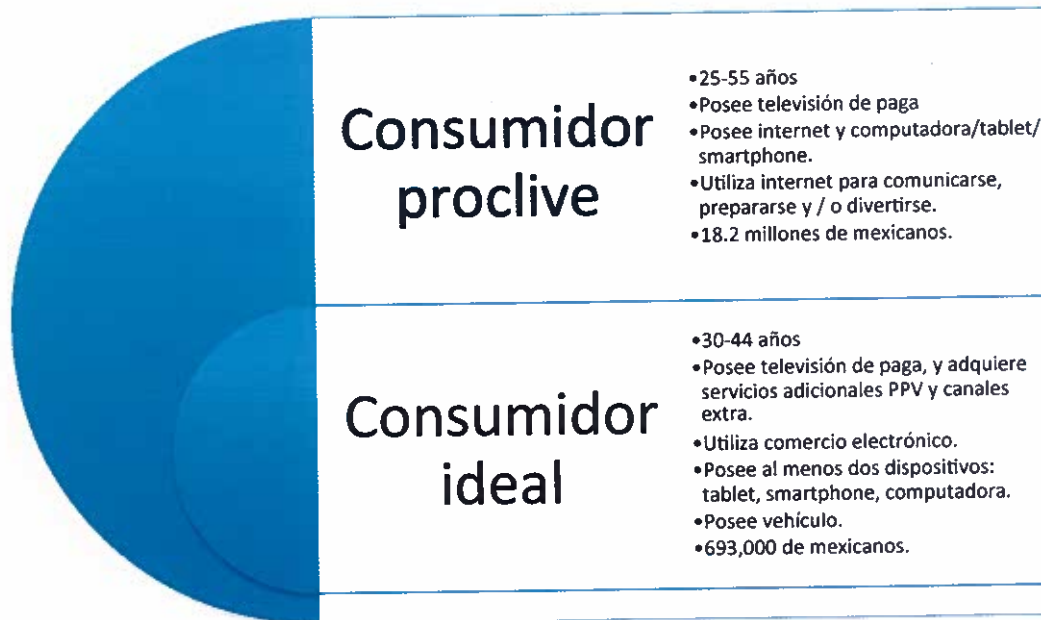 Consumidor
proclive
•25-55 años
•Posee televisión de paga
•Posee internet y computadora/tablet/
smartphone.
•Utiliza internet para comunicarse,
prepararse y / o divertirse.
•18.2 millones de mexicanos.
Consumidor
ideal
•30-44 años
•Posee televisión de paga, y adquiere
servicios adicionales PPV y canales
extra.
•Utiliza comercio electrónico.
•Posee al menos dos dispositivos:
tablet, smartphone, computadora.
•Posee vehículo.
•693,000 de mexicanos.